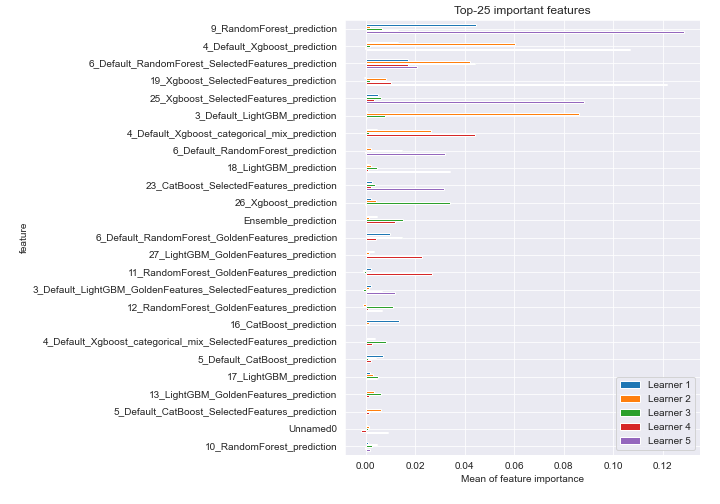 Top-25 important features
9_RandomForest_prediction
4_Default_Xgboost_prediction
6_Default_RandomForest_SelectedFeatures_prediction
19_Xgboost_SelectedFeatures_prediction
25_Xgboost_SelectedFeatures_prediction
3_Default_LightGBM_prediction
4_Default_Xgboost_categorical_mix_prediction
6_Default_RandomForest_prediction
18_LightGBM_prediction
23_CatBoost_SelectedFeatures_prediction
26_Xgboost_prediction
Ensemble_prediction
6_Default_RandomForest_GoldenFeatures_prediction
27_LightGBM_GoldenFeatures_prediction
11_RandomForest_GoldenFeatures_prediction
3_Default_LightGBM_GoldenFeatures_SelectedFeatures_prediction
12_RandomForest_GoldenFeatures_prediction
16_CatBoost_prediction
4_Default_Xgboost_categorical_mix_SelectedFeatures_prediction
5_Default_CatBoost_prediction
17_LightGBM_prediction
13_LightGBM_GoldenFeatures_prediction
5_Default_CatBoost_SelectedFeatures_prediction
Unnamed0
10_RandomForest_prediction
feature
Learner 1
Learner 2
Learner 3
Learner 4
Learner 5
0.00 0.02 0.04 0.06 0.08 0.10 0.12
Mean of feature importance